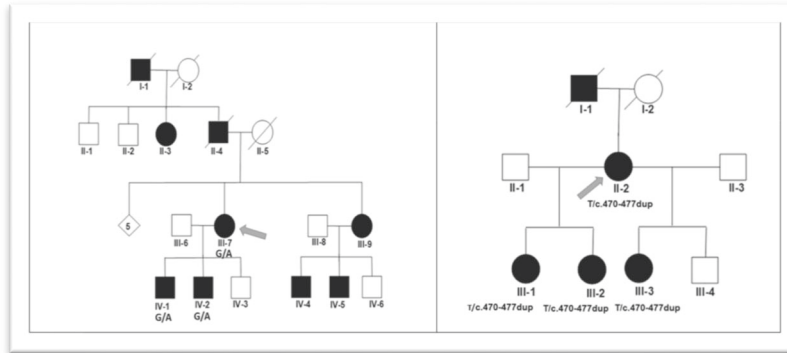 I-1 I-2
II-1 II-2 II-3 II-4 II-5
5
III-6 III-7 III-8 III-9
G/A
IV-1 IV-2 IV-3 IV-4 IV-5 IV-6
G/A G/A
I-1 I-2
II-1 II-2 II-3
T/c.470-477dup
III-1 III-2 III-3 III-4
T/c.470-477dup T/c.470-477dup T/c.470-477dup